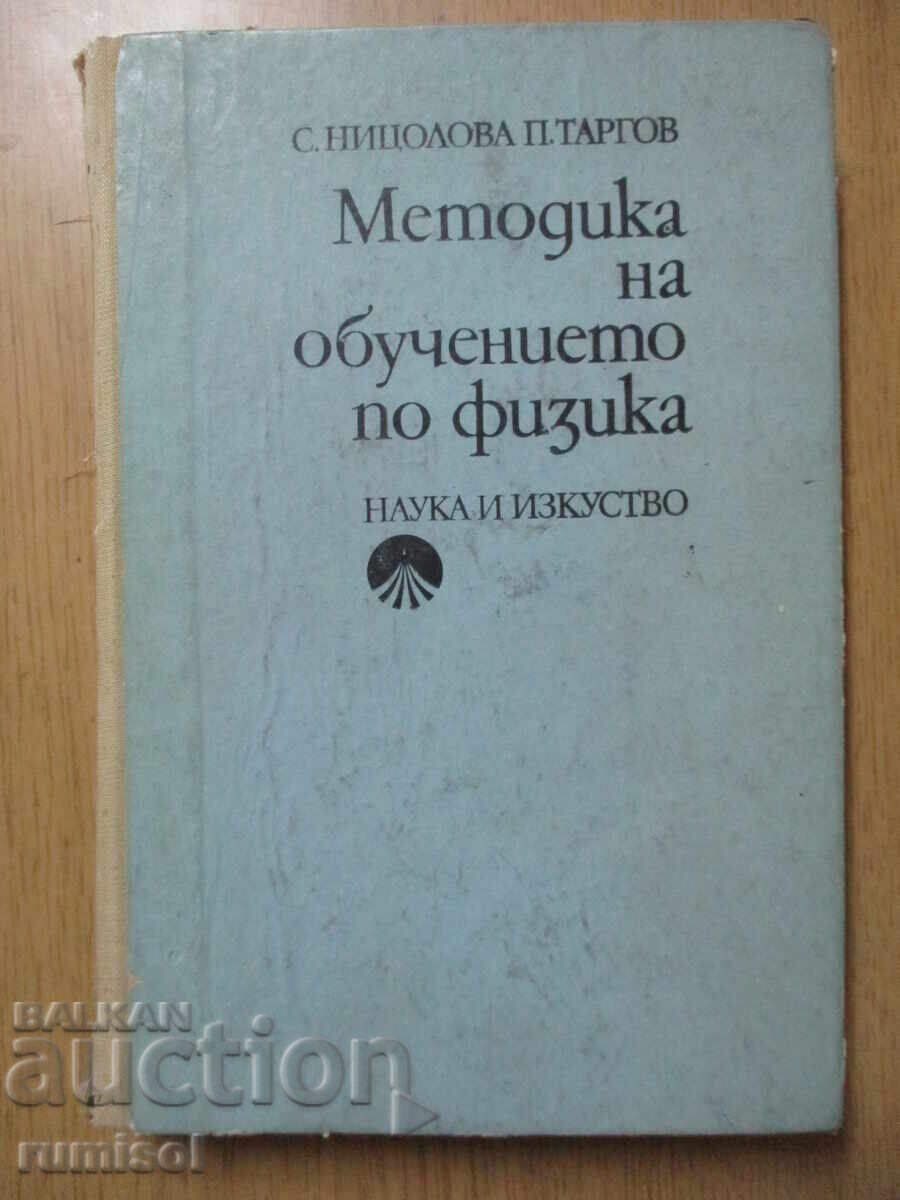 С. НИЦОЛОВА П. ТАРГОВ
Методика
на
обучението
по физика
НАУКА И ИЗКУСТВО
BALKAN
auction
rumisol